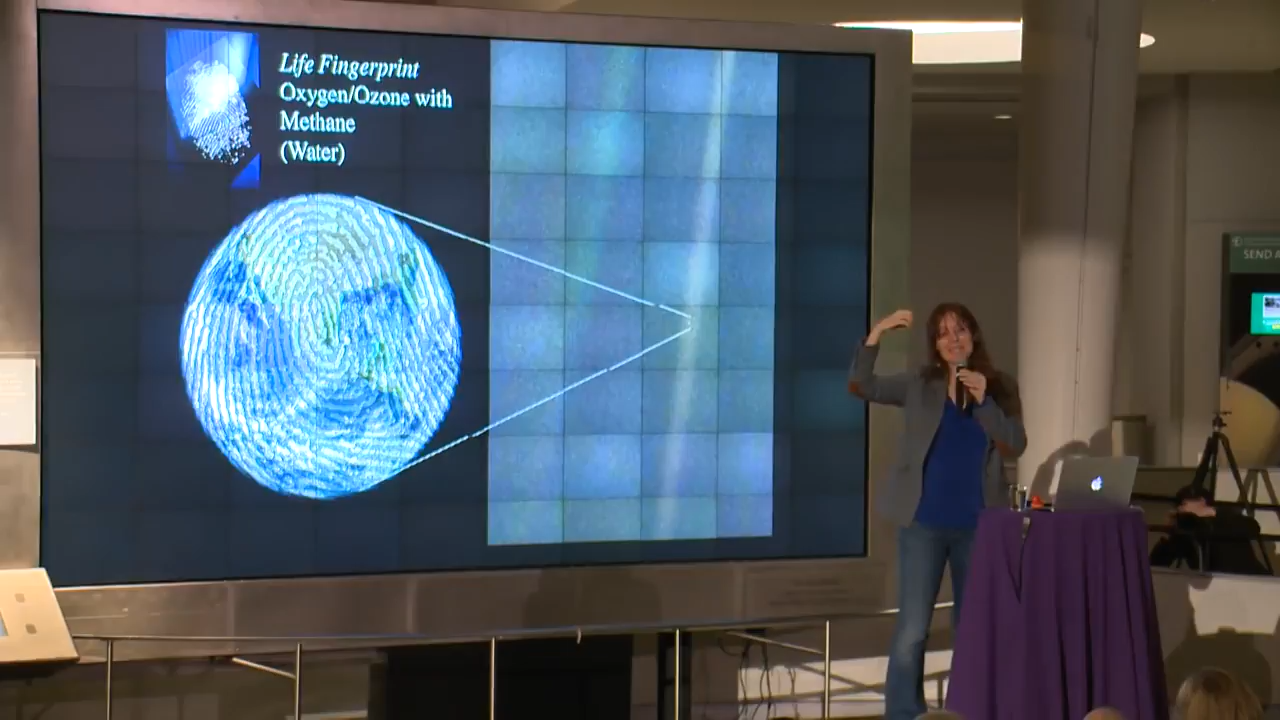 Life Fingerprint
Oxygen/Ozone with
Methane
(Water)
SEND A